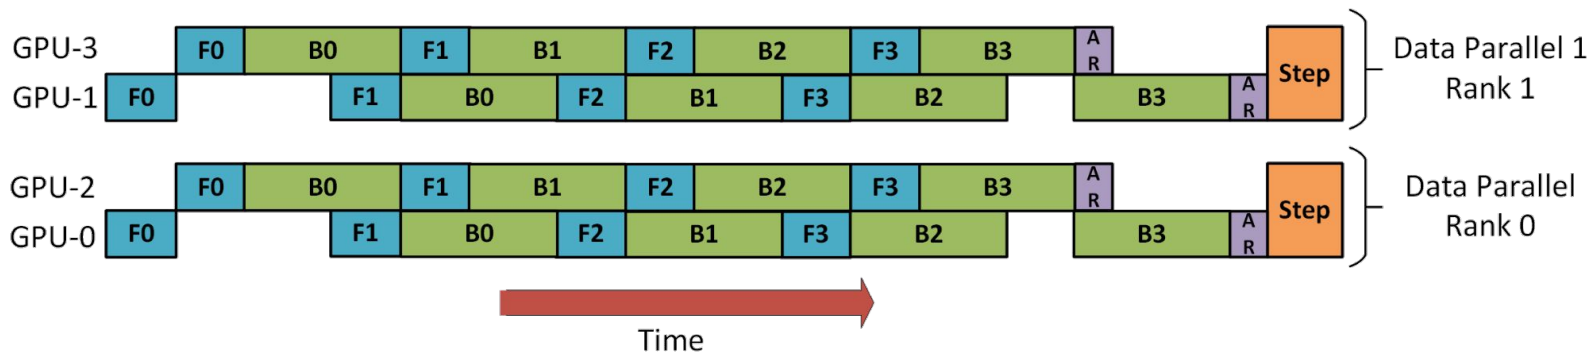 GPU-3 F0 B0 F1 B1 F2 B2 F3 B3 A R
GPU-1 F0 F1 B0 F2 B1 F3 B2 B3 A R
Step
Data Parallel 1
Rank 1
GPU-2 F0 B0 F1 B1 F2 B2 F3 B3 A R
GPU-0 F0 F1 B0 F2 B1 F3 B2 B3 A R
Step
Data Parallel
Rank 0
Time